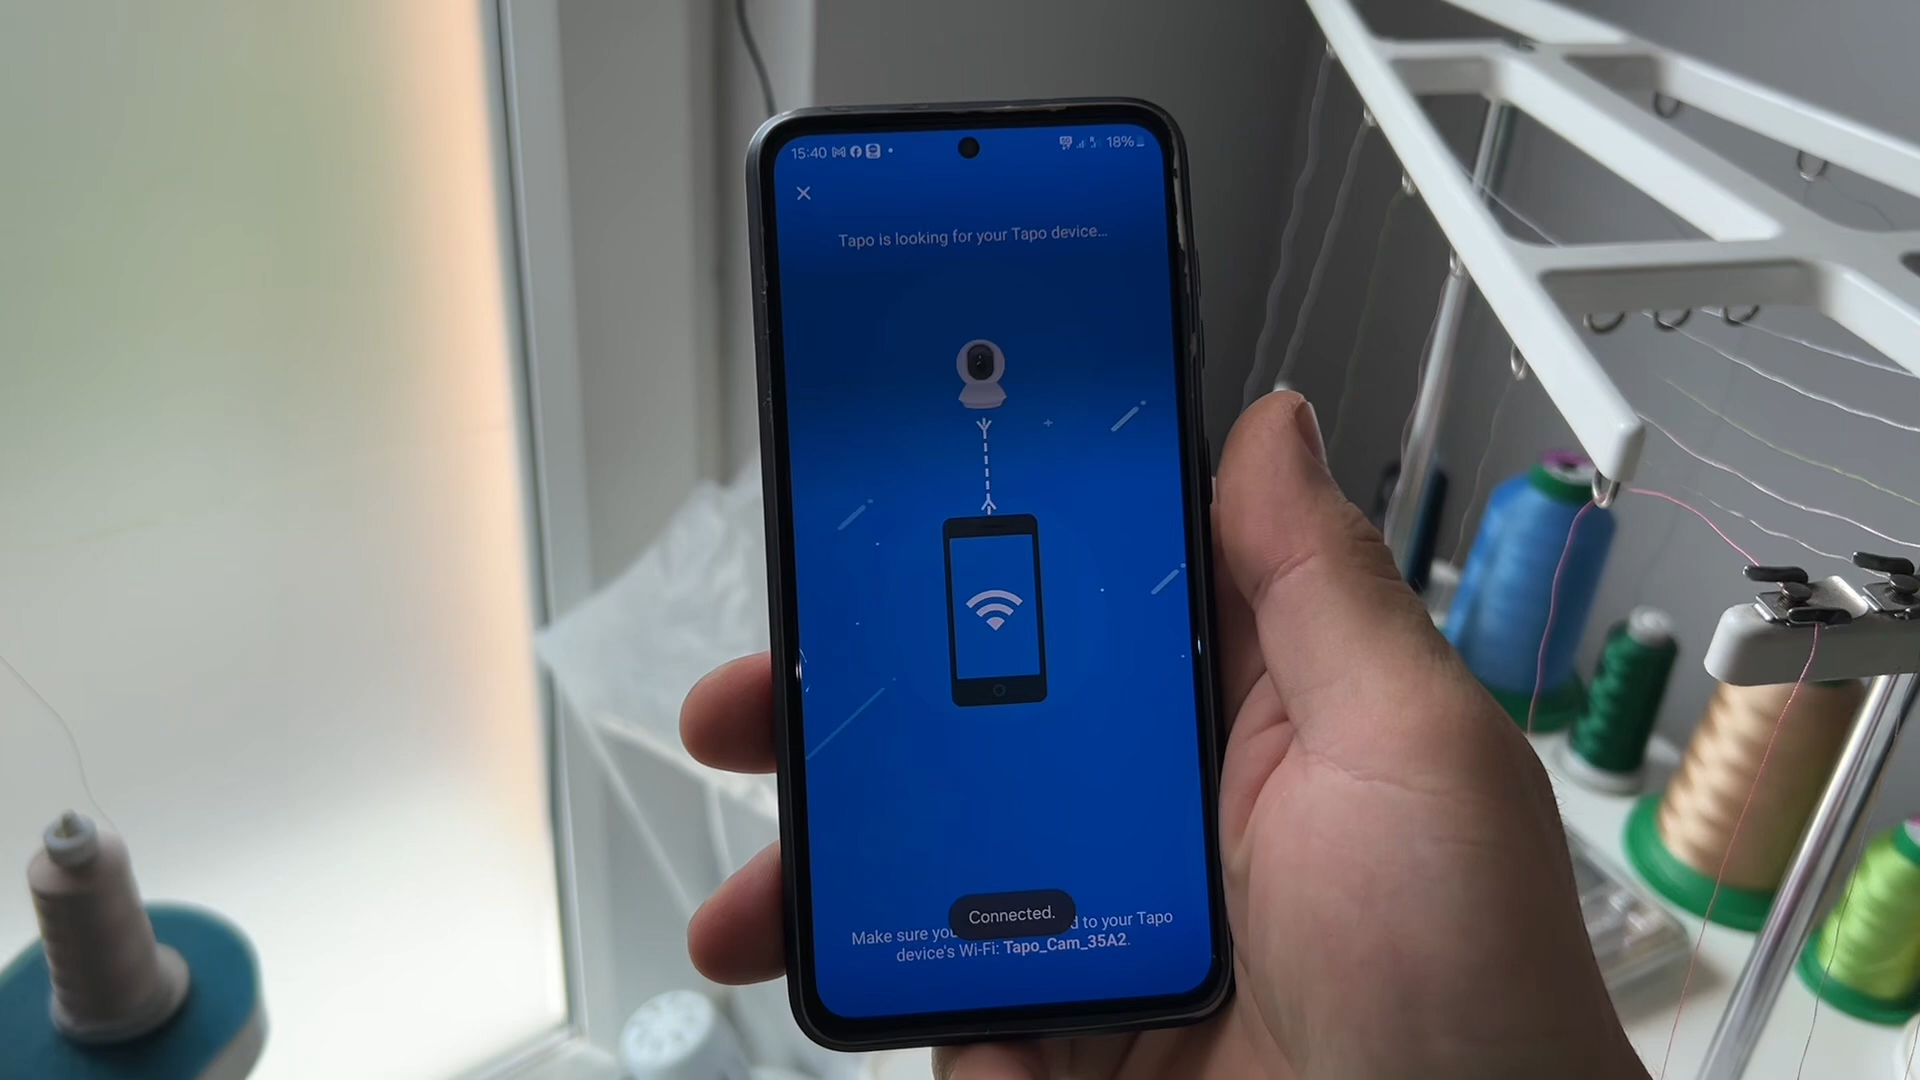 15:40
18%
Tapo is looking for your Tapo device...
Connected.
Make sure you d to your Tapo
device's Wi-Fi: Tapo_Cam_35A2.